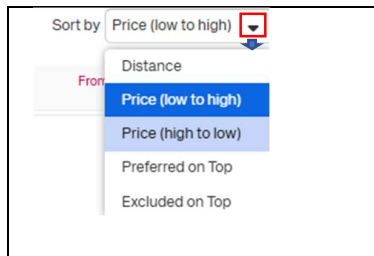 Sort by Price (low to high)
Distance
From
Price (low to high)
Price (high to low)
Preferred on Top
Excluded on Top